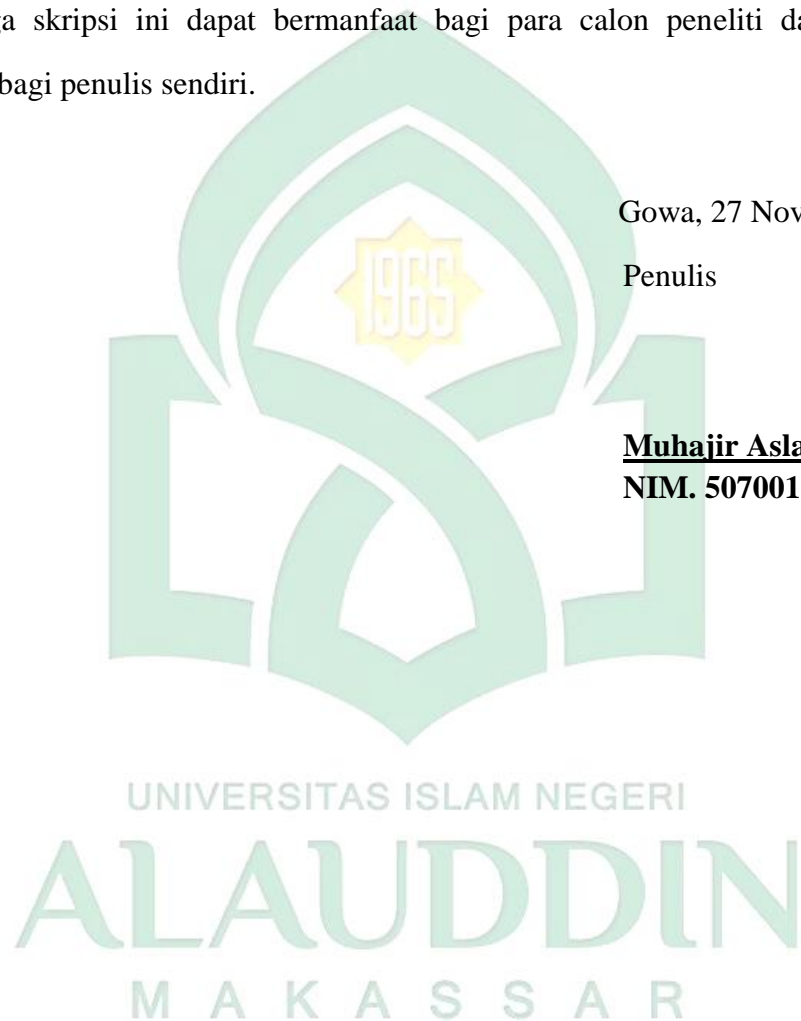 ga skripsi ini dapat bermanfaat bagi para calon peneliti da
bagi penulis sendiri.
Gowa, 27 Nov
Penulis
1965
Muhajir Asla
NIM. 507001
UNIVERSITAS ISLAM NEGERI
ALAUDDIN
MAKASSAR